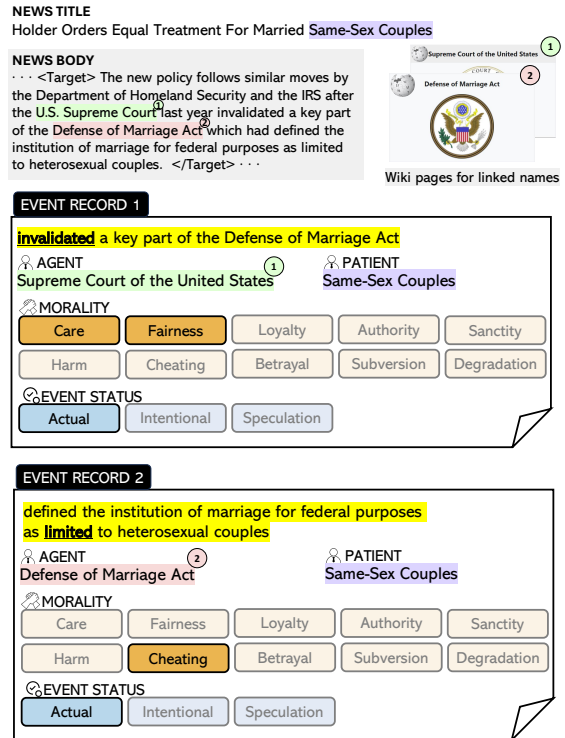 NEWS TITLE
Holder Orders Equal Treatment For Married Same-Sex Couples
NEWS BODY
· · · <Target> The new policy follows similar moves by
the Department of Homeland Security and the IRS after
the U.S. Supreme Court① last year invalidated a key part
of the Defense of Marriage Act② which had defined the
institution of marriage for federal purposes as limited
to heterosexual couples. </Target> · · ·
Supreme Court of the United States 1
COURT
Defense of Marriage Act 2
Wiki pages for linked names
EVENT RECORD 1
invalidated a key part of the Defense of Marriage Act
AGENT PATIENT
Supreme Court of the United States 1 Same-Sex Couples
MORALITY
Care Fairness Loyalty Authority Sanctity
Harm Cheating Betrayal Subversion Degradation
EVENT STATUS
Actual Intentional Speculation
EVENT RECORD 2
defined the institution of marriage for federal purposes
as limited to heterosexual couples
AGENT PATIENT
Defense of Marriage Act 2 Same-Sex Couples
MORALITY
Care Fairness Loyalty Authority Sanctity
Harm Cheating Betrayal Subversion Degradation
EVENT STATUS
Actual Intentional Speculation